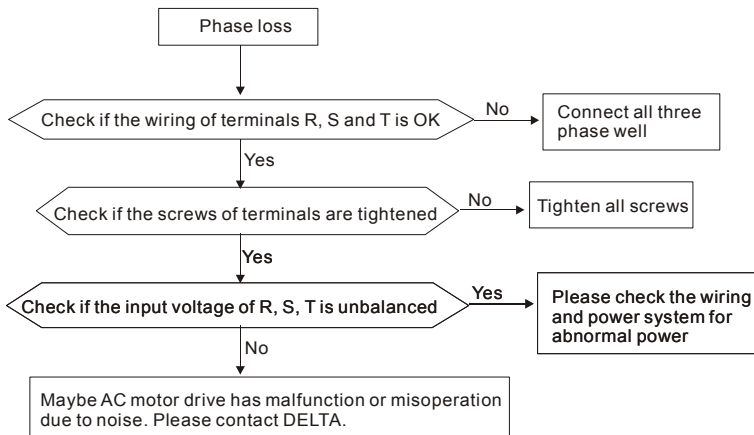 Phase loss
Check if the wiring of terminals R, S and T is OK
No
Connect all three
phase well
Yes
Check if the screws of terminals are tightened
No
Tighten all screws
Yes
Check if the input voltage of R, S, T is unbalanced
Yes
Please check the wiring
and power system for
abnormal power
No
Maybe AC motor drive has malfunction or misoperation
due to noise. Please contact DELTA.